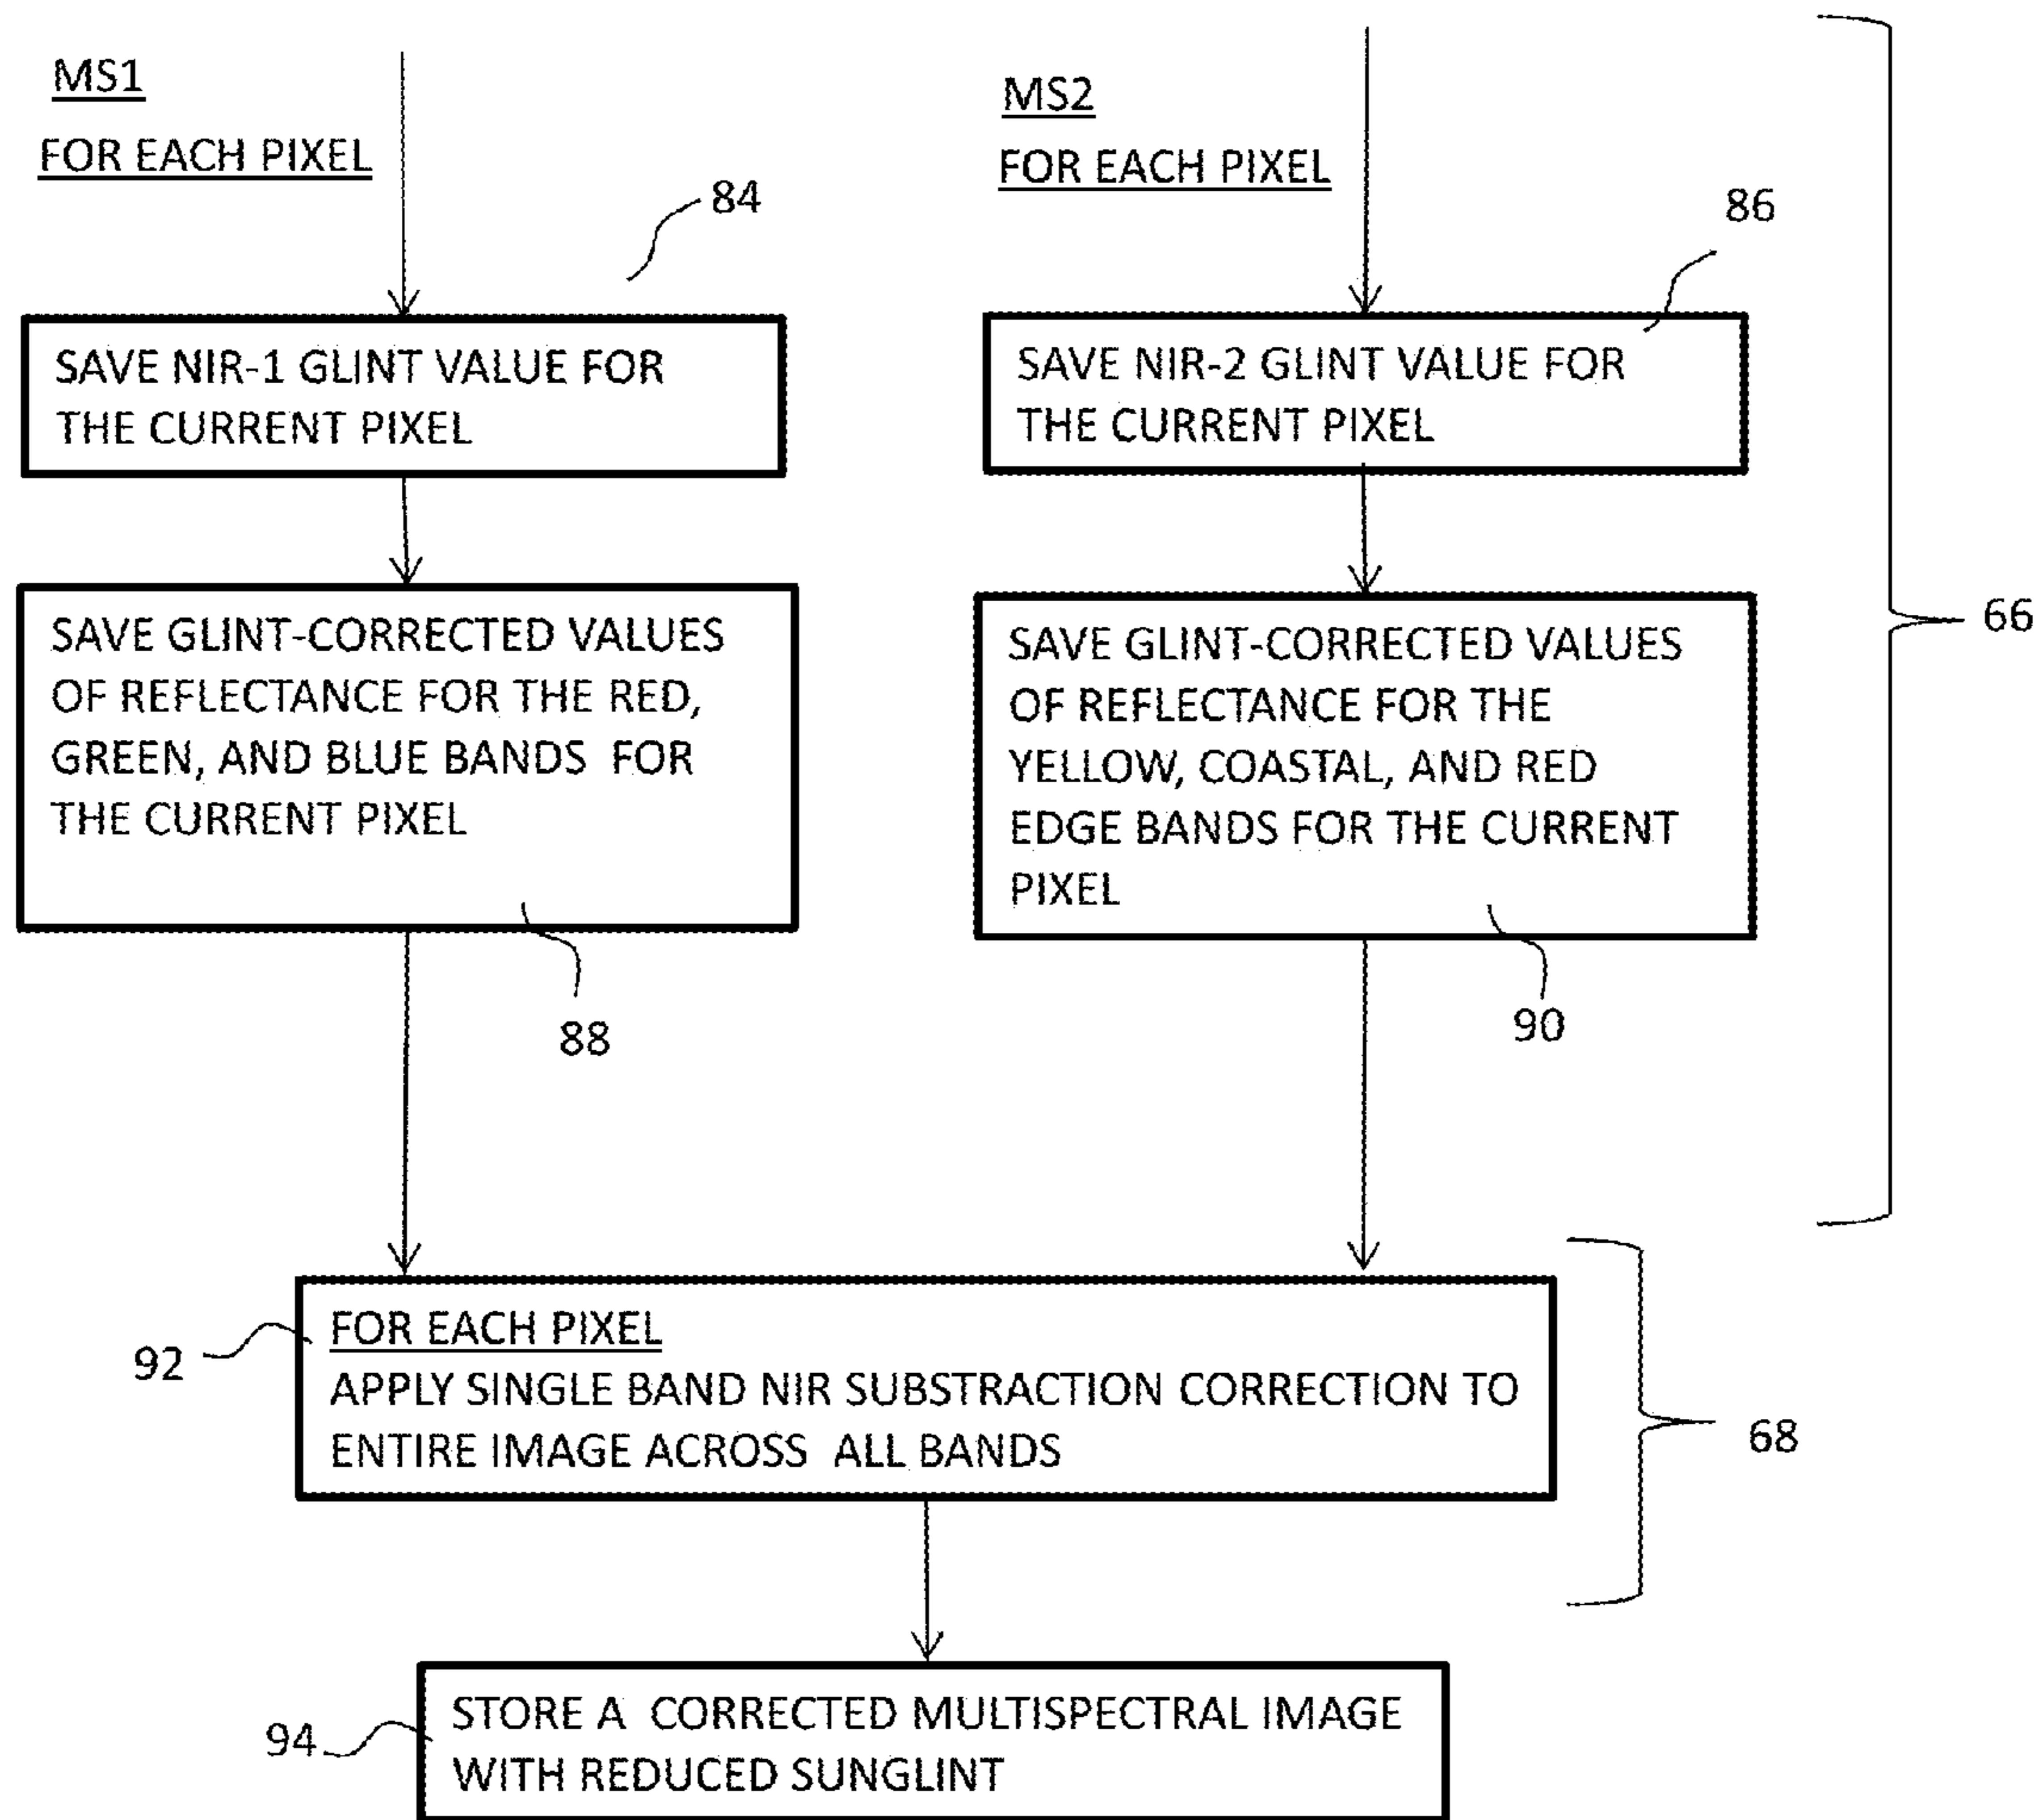 MS1
FOR EACH PIXEL
84
SAVE NIR-1 GLINT VALUE FOR
THE CURRENT PIXEL
SAVE GLINT-CORRECTED VALUES
OF REFLECTANCE FOR THE RED,
GREEN, AND BLUE BANDS FOR
THE CURRENT PIXEL
88
MS2
FOR EACH PIXEL
86
SAVE NIR-2 GLINT VALUE FOR
THE CURRENT PIXEL
SAVE GLINT-CORRECTED VALUES
OF REFLECTANCE FOR THE
YELLOW, COASTAL, AND RED
EDGE BANDS FOR THE CURRENT
PIXEL
90
66
92
FOR EACH PIXEL
APPLY SINGLE BAND NIR SUBSTRACTION CORRECTION TO
ENTIRE IMAGE ACROSS ALL BANDS
68
94
STORE A CORRECTED MULTISPECTRAL IMAGE
WITH REDUCED SUNGLINT